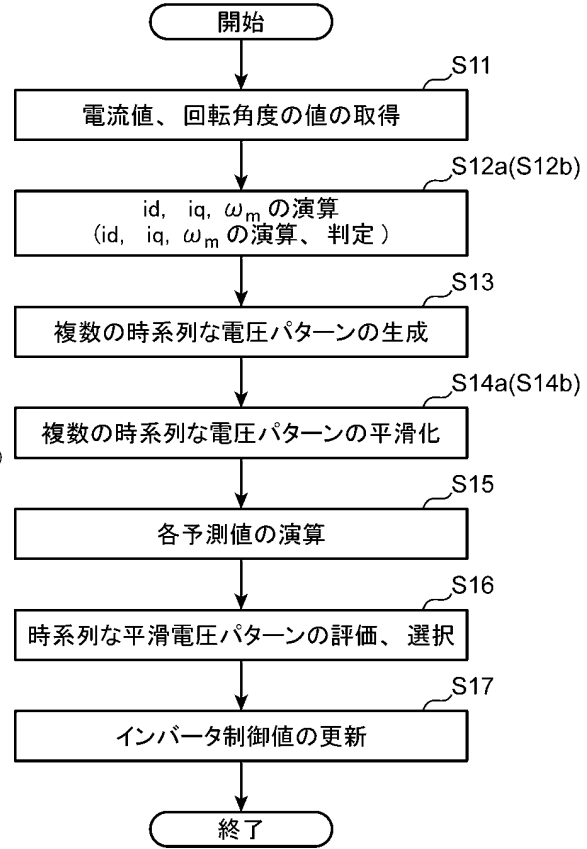 開始
S11
電流値、回転角度の値の取得
S12a(S12b)
id, iq, ωmの演算
(id, iq, ωmの演算、判定)
S13
複数の時系列な電圧パターンの生成
S14a(S14b)
複数の時系列な電圧パターンの平滑化
S15
各予測値の演算
S16
時系列な平滑電圧パターンの評価、選択
S17
インバータ制御値の更新
終了